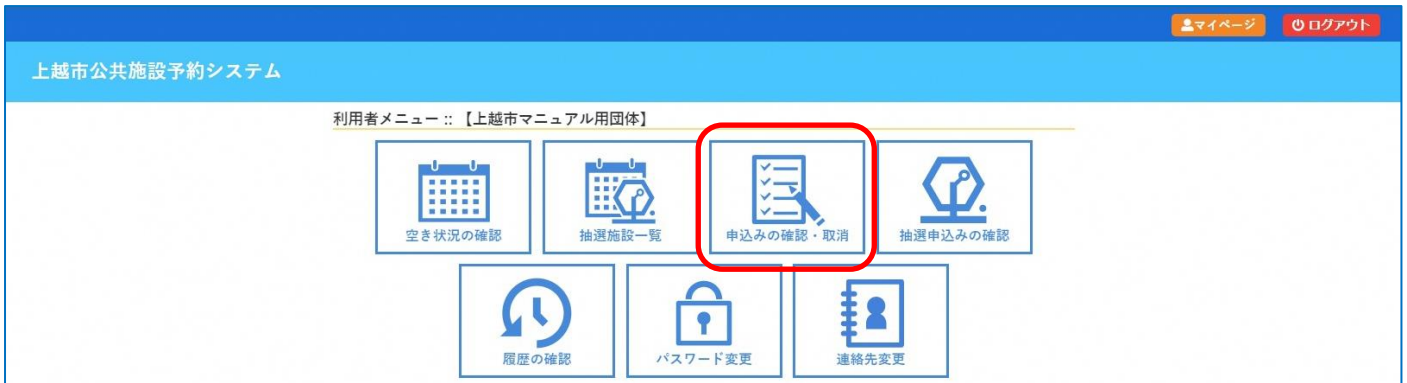 マイページ ログアウト
上越市公共施設予約システム
利用者メニュー :: 【上越市マニュアル用団体】
空き状況の確認 抽選施設一覧 申込みの確認・取消 抽選申込みの確認
履歴の確認 パスワード変更 連絡先変更